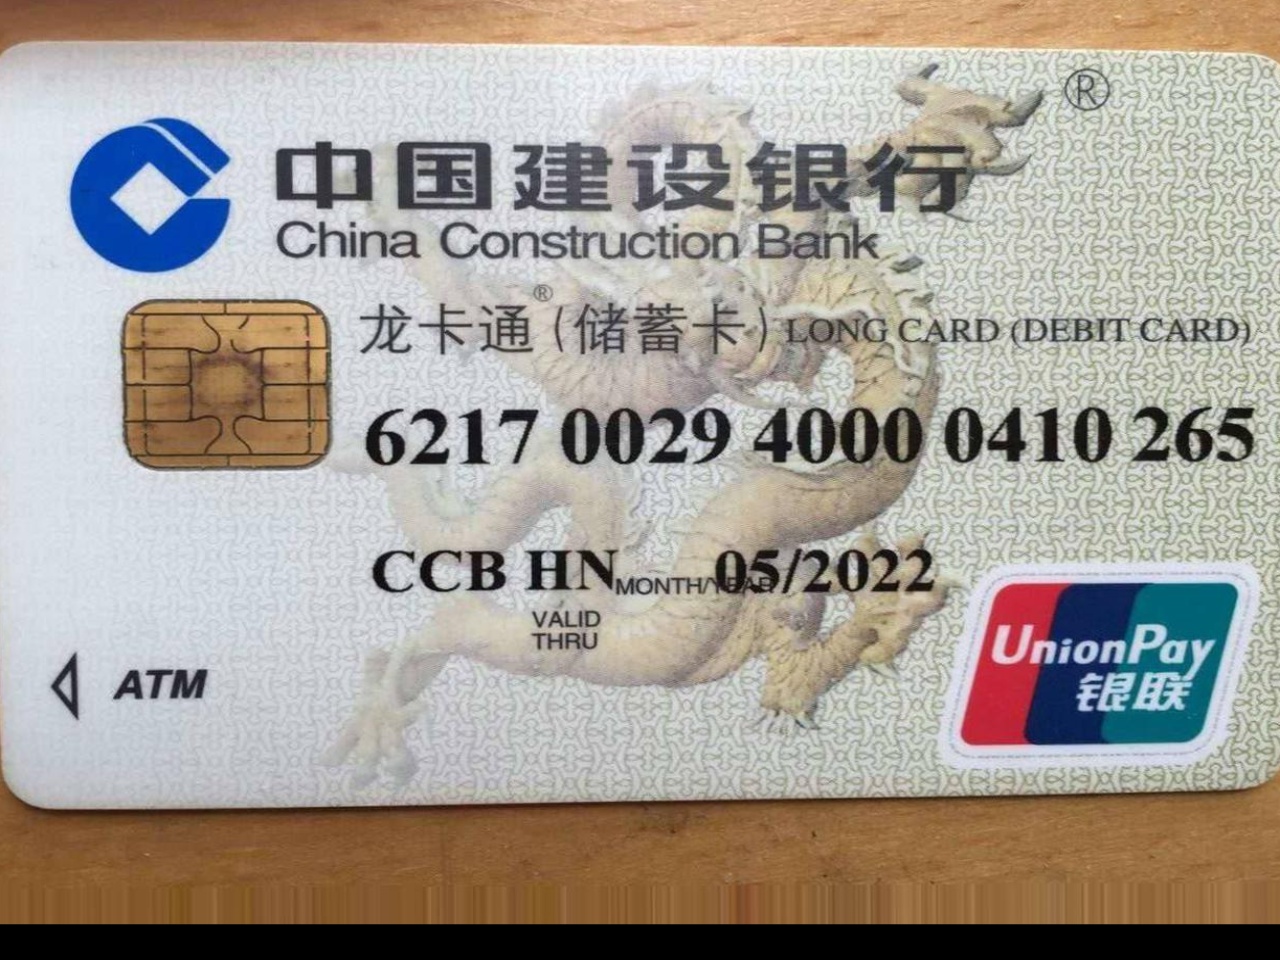 ®
中国建设银行
China Construction Bank
龙卡通®(储蓄卡) LONG CARD (DEBIT CARD)
6217 0029 4000 0410 265
CCB HN MONTH/YEAR 05/2022
VALID
THRU
ATM
UnionPay
银联